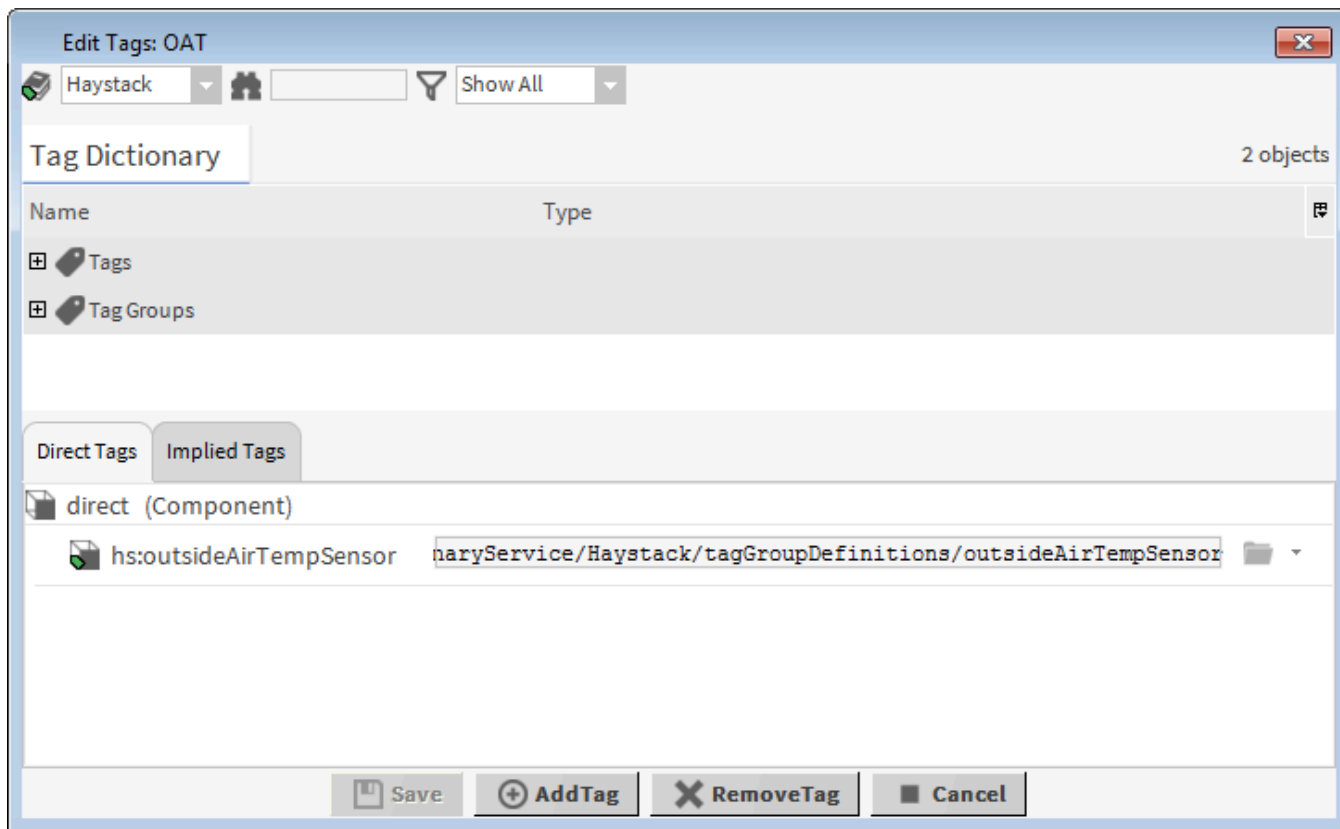 Edit Tags: OAT
Haystack Show All
Tag Dictionary 2 objects
Name Type
Tags
Tag Groups
Direct Tags Implied Tags
direct (Component)
hs:outsideAirTempSensor naryService/Haystack/tagGroupDefinitions/outsideAirTempSensor
Save AddTag RemoveTag Cancel